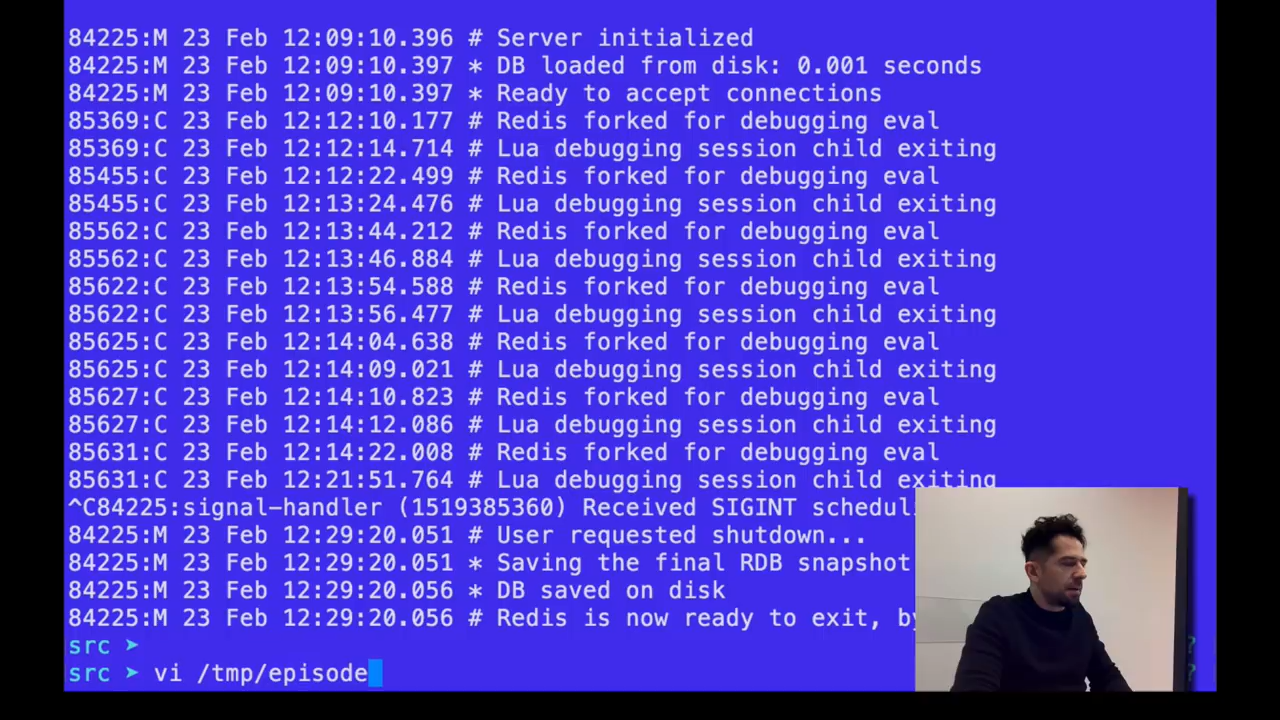 84225:M 23 Feb 12:09:10.396 # Server initialized
84225:M 23 Feb 12:09:10.397 * DB loaded from disk: 0.001 seconds
84225:M 23 Feb 12:09:10.397 * Ready to accept connections
85369:C 23 Feb 12:12:10.177 # Redis forked for debugging eval
85369:C 23 Feb 12:12:14.714 # Lua debugging session child exiting
85455:C 23 Feb 12:12:22.499 # Redis forked for debugging eval
85455:C 23 Feb 12:13:24.476 # Lua debugging session child exiting
85562:C 23 Feb 12:13:44.212 # Redis forked for debugging eval
85562:C 23 Feb 12:13:46.884 # Lua debugging session child exiting
85622:C 23 Feb 12:13:54.588 # Redis forked for debugging eval
85622:C 23 Feb 12:13:56.477 # Lua debugging session child exiting
85625:C 23 Feb 12:14:04.638 # Redis forked for debugging eval
85625:C 23 Feb 12:14:09.021 # Lua debugging session child exiting
85627:C 23 Feb 12:14:10.823 # Redis forked for debugging eval
85627:C 23 Feb 12:14:12.086 # Lua debugging session child exiting
85631:C 23 Feb 12:14:22.008 # Redis forked for debugging eval
85631:C 23 Feb 12:21:51.764 # Lua debugging session child exiting
^C84225:signal-handler (1519385360) Received SIGINT
84225:M 23 Feb 12:29:20.051 # User requested shutdown...
84225:M 23 Feb 12:29:20.051 * Saving the final RDB snapshot
84225:M 23 Feb 12:29:20.056 * DB saved on disk
84225:M 23 Feb 12:29:20.056 # Redis is now ready to exit,
src ➤ ?
src ➤ vi /tmp/episode ?